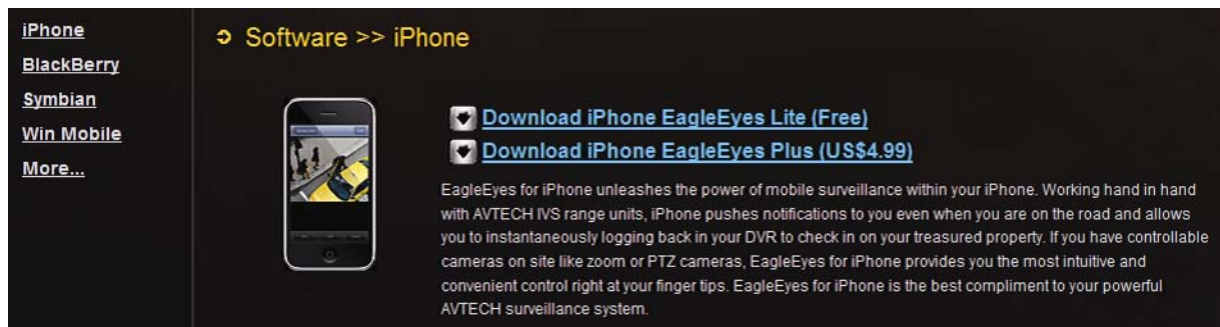 iPhone
BlackBerry
Symbian
Win Mobile
More...
Software >> iPhone
Download iPhone EagleEyes Lite (Free)
Download iPhone EagleEyes Plus (US$4.99)
EagleEyes for iPhone unleashes the power of mobile surveillance within your iPhone. Working hand in hand
with AVTECH IVS range units, iPhone pushes notifications to you even when you are on the road and allows
you to instantaneously logging back in your DVR to check in on your treasured property. If you have controllable
cameras on site like zoom or PTZ cameras, EagleEyes for iPhone provides you the most intuitive and
convenient control right at your finger tips. EagleEyes for iPhone is the best compliment to your powerful
AVTECH surveillance system.